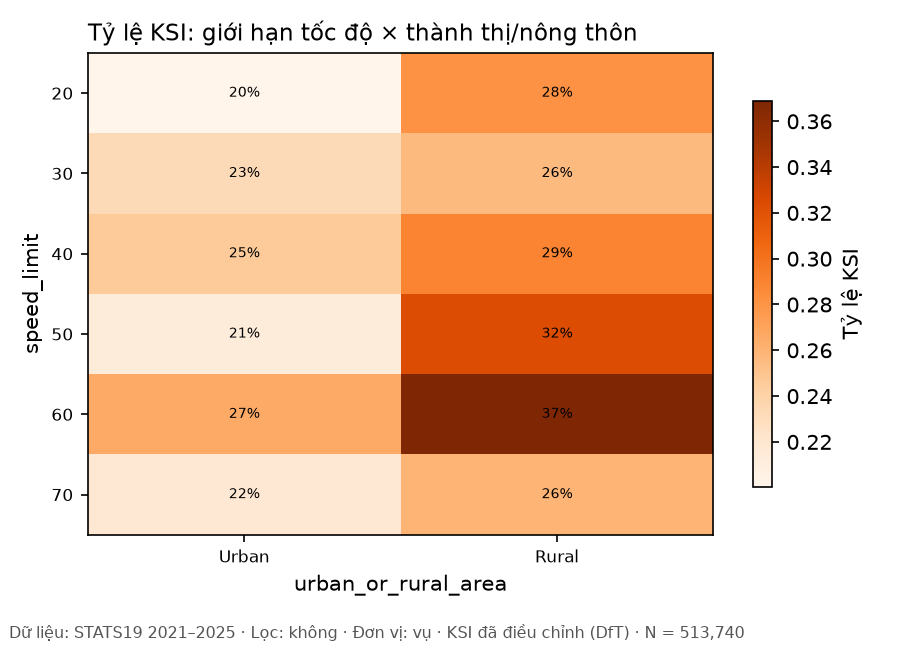 Tỷ lệ KSI: giới hạn tốc độ × thành thị/nông thôn
20 20% 28%
30 23% 26%
40 25% 29%
50 21% 32%
60 27% 37%
70 22% 26%
speed_limit
Urban Rural
urban_or_rural_area
0.36
0.34
0.32
0.30
0.28
0.26
0.24
0.22
Tỷ lệ KSI
Dữ liệu: STATS19 2021–2025 · Lọc: không · Đơn vị: vụ · KSI đã điều chỉnh (DfT) · N = 513,740